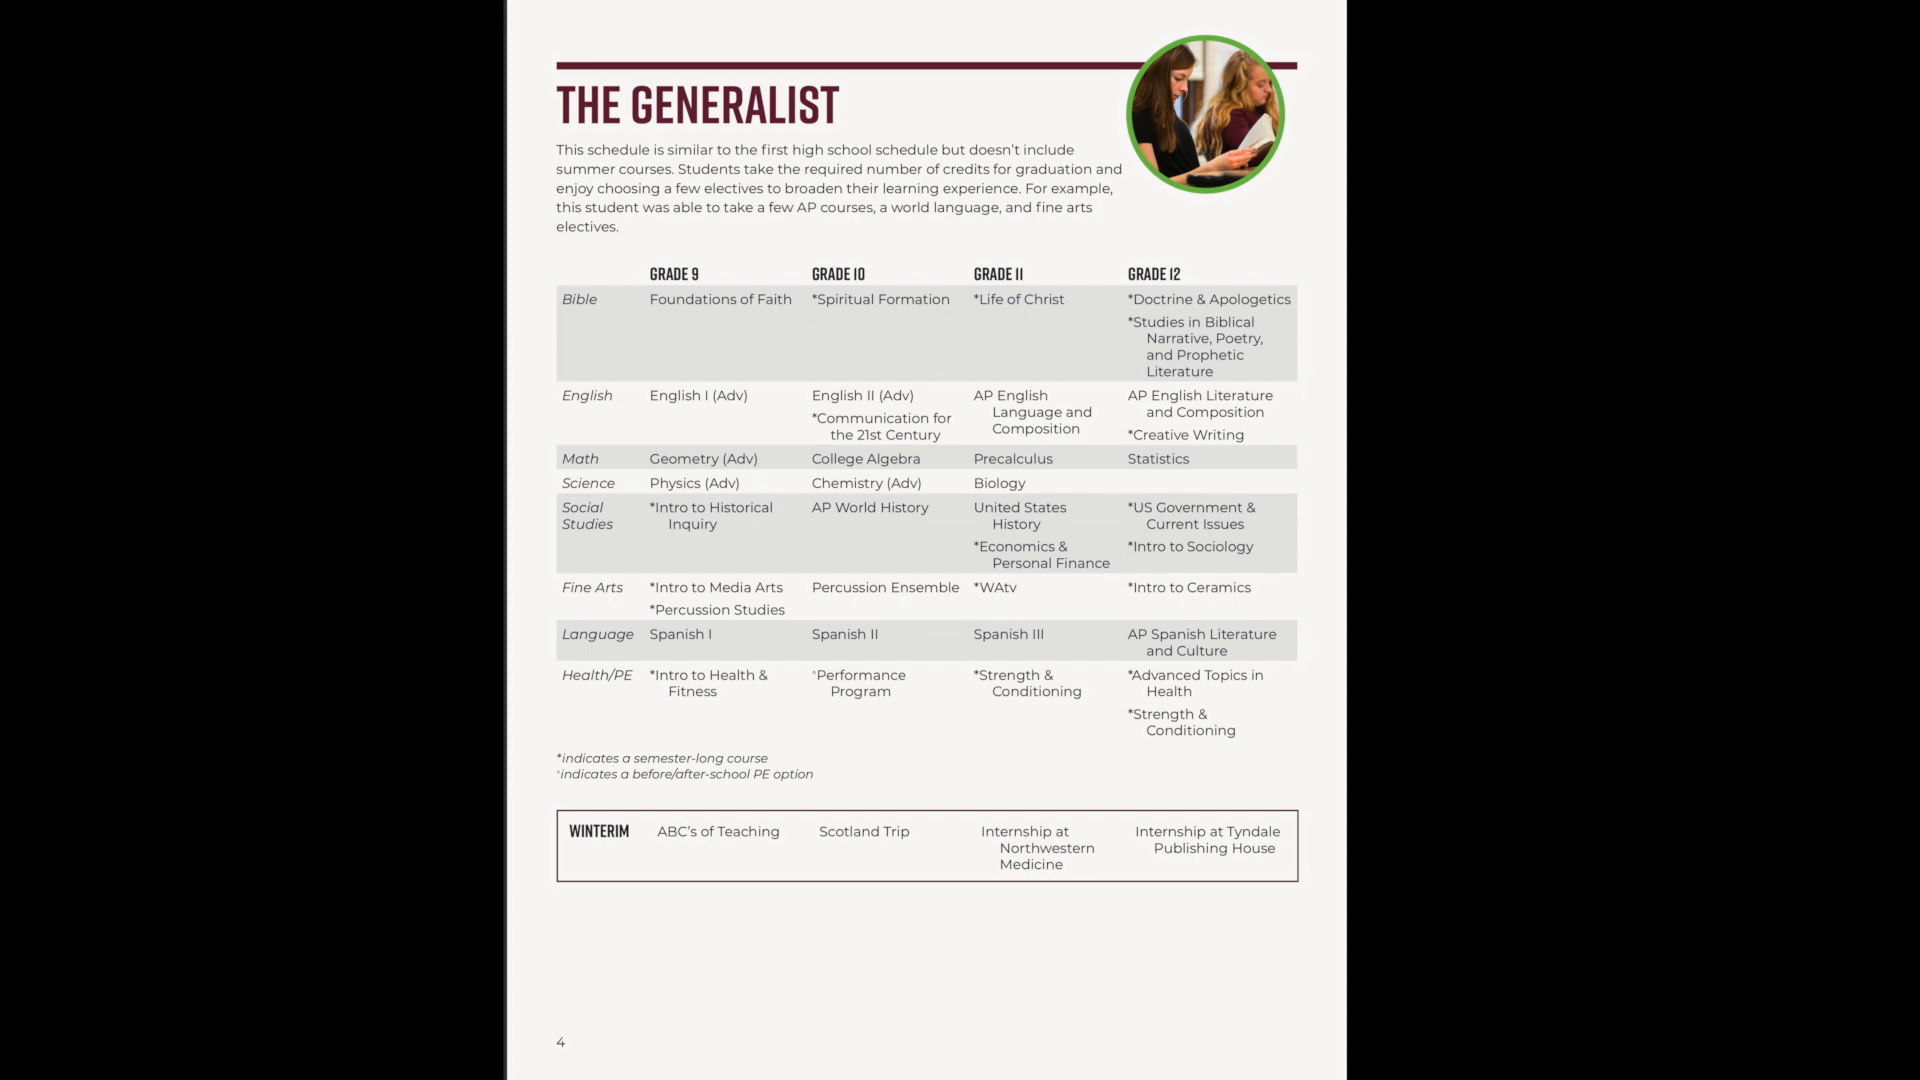 THE GENERALIST
This schedule is similar to the first high school schedule but doesn't include
summer courses. Students take the required number of credits for graduation and
enjoy choosing a few electives to broaden their learning experience. For example,
this student was able to take a few AP courses, a world language, and fine arts
electives.
GRADE 9 GRADE 10 GRADE 11 GRADE 12
Bible Foundations of Faith *Spiritual Formation *Life of Christ *Doctrine & Apologetics
*Studies in Biblical
Narrative, Poetry,
and Prophetic
Literature
English English I (Adv) English II (Adv) AP English AP English Literature
*Communication for Language and and Composition
the 21st Century Composition *Creative Writing
Math Geometry (Adv) College Algebra Precalculus Statistics
Science Physics (Adv) Chemistry (Adv) Biology
Social *Intro to Historical AP World History United States *US Government &
Studies Inquiry History Current Issues
*Economics & *Intro to Sociology
Personal Finance
Fine Arts *Intro to Media Arts Percussion Ensemble *WAtv *Intro to Ceramics
*Percussion Studies
Language Spanish I Spanish II Spanish III AP Spanish Literature
and Culture
Health/PE *Intro to Health & ^Performance *Strength & *Advanced Topics in
Fitness Program Conditioning Health
*Strength &
Conditioning
*indicates a semester-long course
^indicates a before/after-school PE option
WINTERIM ABC's of Teaching Scotland Trip Internship at Internship at Tyndale
Northwestern Publishing House
Medicine
4